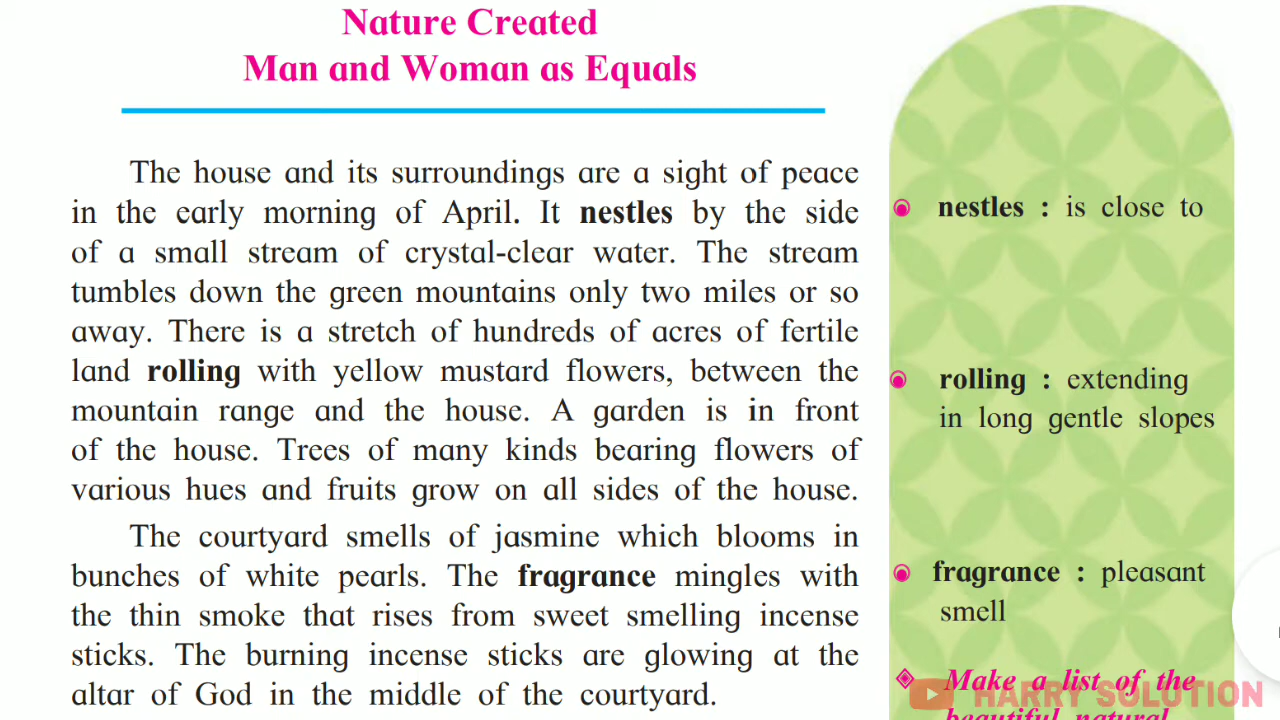 Nature Created
Man and Woman as Equals
The house and its surroundings are a sight of peace
in the early morning of April. It nestles by the side
of a small stream of crystal-clear water. The stream
tumbles down the green mountains only two miles or so
away. There is a stretch of hundreds of acres of fertile
land rolling with yellow mustard flowers, between the
mountain range and the house. A garden is in front
of the house. Trees of many kinds bearing flowers of
various hues and fruits grow on all sides of the house.
The courtyard smells of jasmine which blooms in
bunches of white pearls. The fragrance mingles with
the thin smoke that rises from sweet smelling incense
sticks. The burning incense sticks are glowing at the
altar of God in the middle of the courtyard.
nestles : is close to
rolling : extending
in long gentle slopes
fragrance : pleasant
smell
Make a list of the
beautiful natural
HARRY SOLUTION